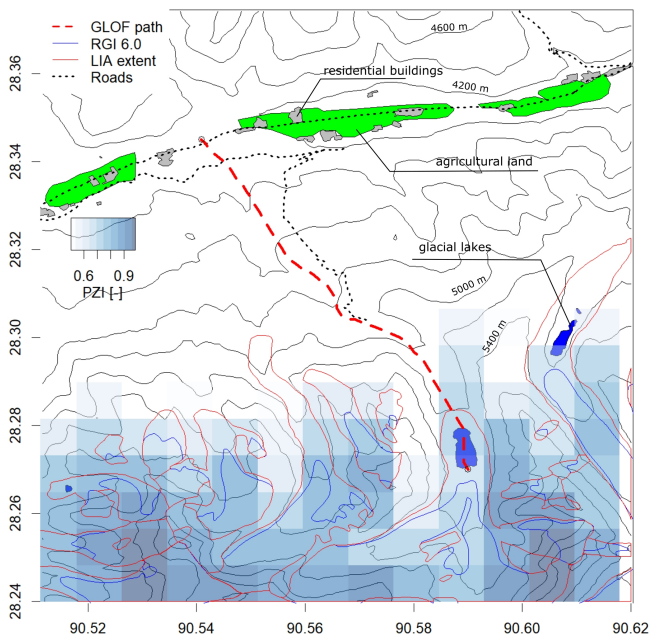 GLOF path
RGI 6.0
LIA extent
Roads
4600 m
residential buildings
4200 m
agricultural land
glacial lakes
5000 m
5400 m
0.6 0.9
PZI [-]
28.36
28.34
28.32
28.30
28.28
28.26
28.24
90.52 90.54 90.56 90.58 90.60 90.62